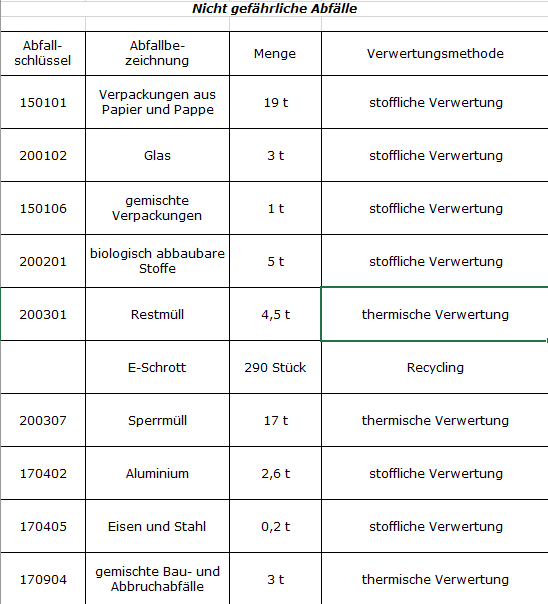 Nicht gefährliche Abfälle
Abfall-
schlüssel
Abfallbe-
zeichnung
Menge
Verwertungsmethode
150101
Verpackungen aus
Papier und Pappe
19 t
stoffliche Verwertung
200102
Glas
3 t
stoffliche Verwertung
150106
gemischte
Verpackungen
1 t
stoffliche Verwertung
200201
biologisch abbaubare
Stoffe
5 t
stoffliche Verwertung
200301
Restmüll
4,5 t
thermische Verwertung
E-Schrott
290 Stück
Recycling
200307
Sperrmüll
17 t
thermische Verwertung
170402
Aluminium
2,6 t
stoffliche Verwertung
170405
Eisen und Stahl
0,2 t
stoffliche Verwertung
170904
gemischte Bau- und
Abbruchabfälle
3 t
thermische Verwertung